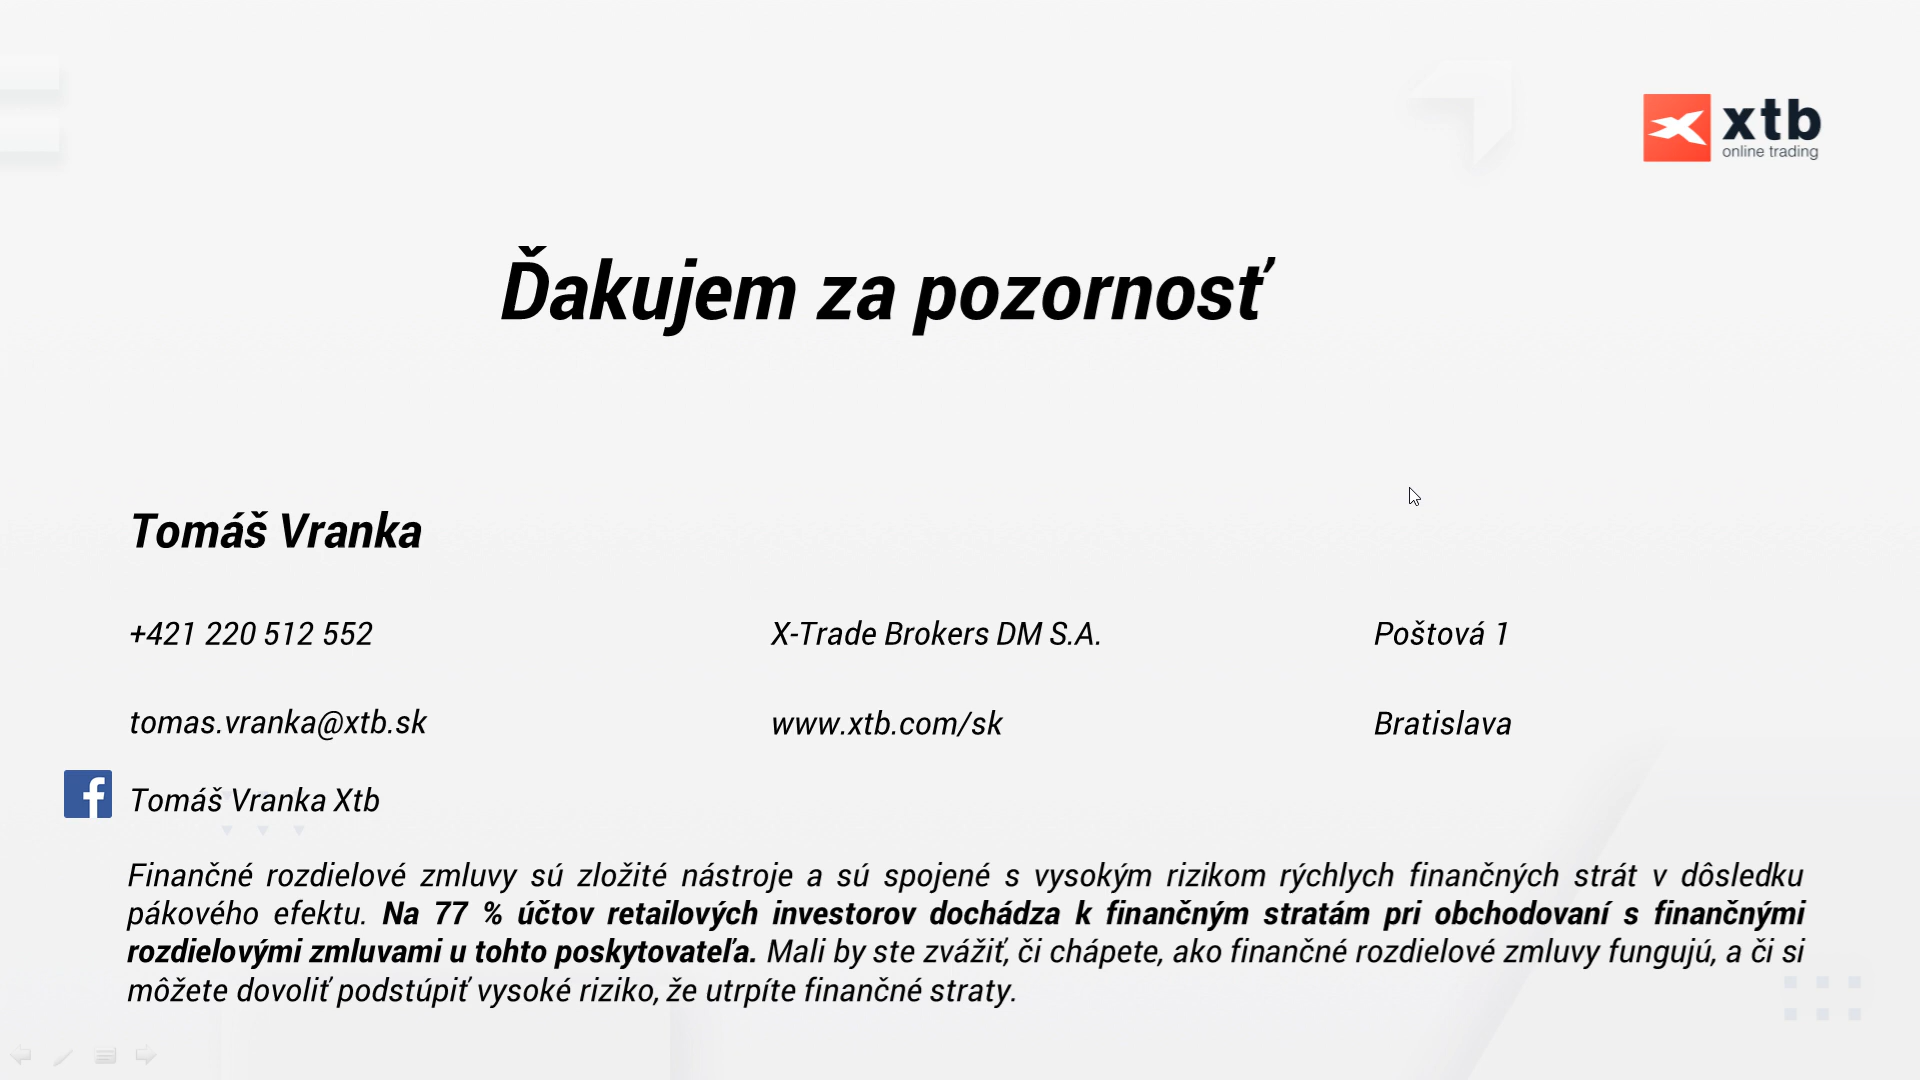 xtb
online trading
Ďakujem za pozornosť
Tomáš Vranka
+421 220 512 552
X-Trade Brokers DM S.A.
Poštová 1
tomas.vranka@xtb.sk
www.xtb.com/sk
Bratislava
Tomáš Vranka Xtb
Finančné rozdielové zmluvy sú zložité nástroje a sú spojené s vysokým rizikom rýchlych finančných strát v dôsledku
pákového efektu. Na 77 % účtov retailových investorov dochádza k finančným stratám pri obchodovaní s finančnými
rozdielovými zmluvami u tohto poskytovateľa. Mali by ste zvážiť, či chápete, ako finančné rozdielové zmluvy fungujú, a či si
môžete dovoliť podstúpiť vysoké riziko, že utrpíte finančné straty.